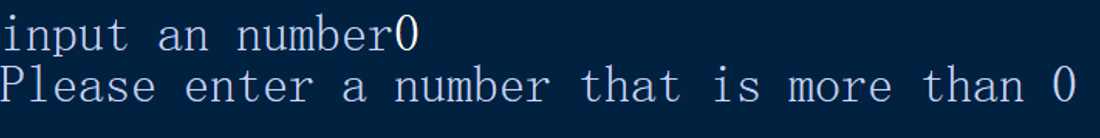 input an number0
Please enter a number that is more than 0